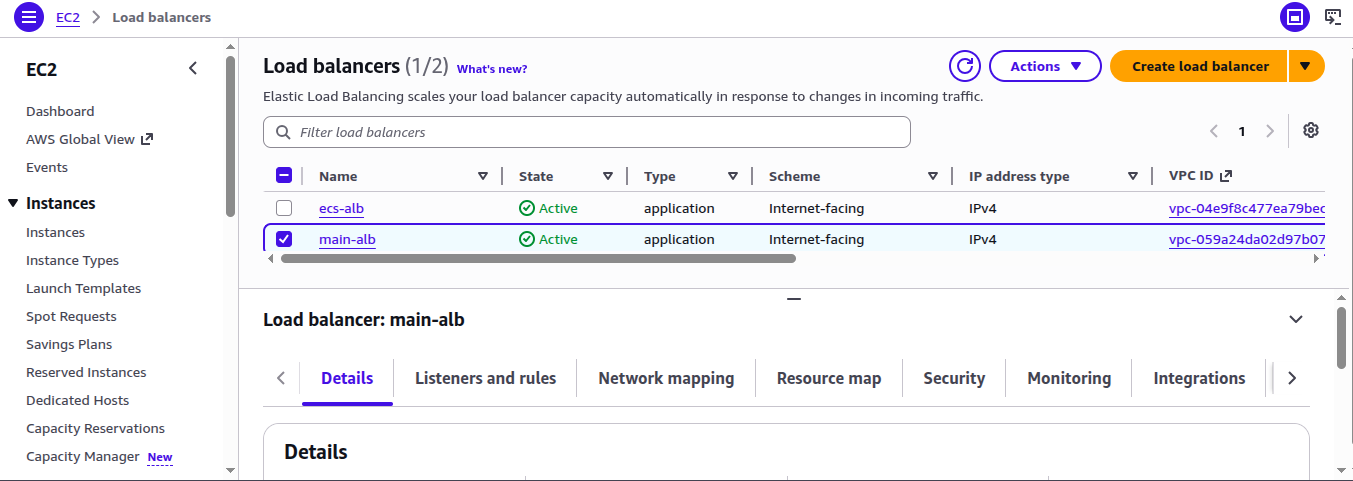 EC2 > Load balancers
EC2
Dashboard
AWS Global View
Events
Instances
Instances
Instance Types
Launch Templates
Spot Requests
Savings Plans
Reserved Instances
Dedicated Hosts
Capacity Reservations
Capacity Manager New
Load balancers (1/2) What's new?
Actions
Create load balancer
Elastic Load Balancing scales your load balancer capacity automatically in response to changes in incoming traffic.
Filter load balancers
1
Name State Type Scheme IP address type VPC ID
ecs-alb Active application Internet-facing IPv4 vpc-04e9f8c477ea79bec
main-alb Active application Internet-facing IPv4 vpc-059a24da02d97b07
Load balancer: main-alb
Details Listeners and rules Network mapping Resource map Security Monitoring Integrations
Details